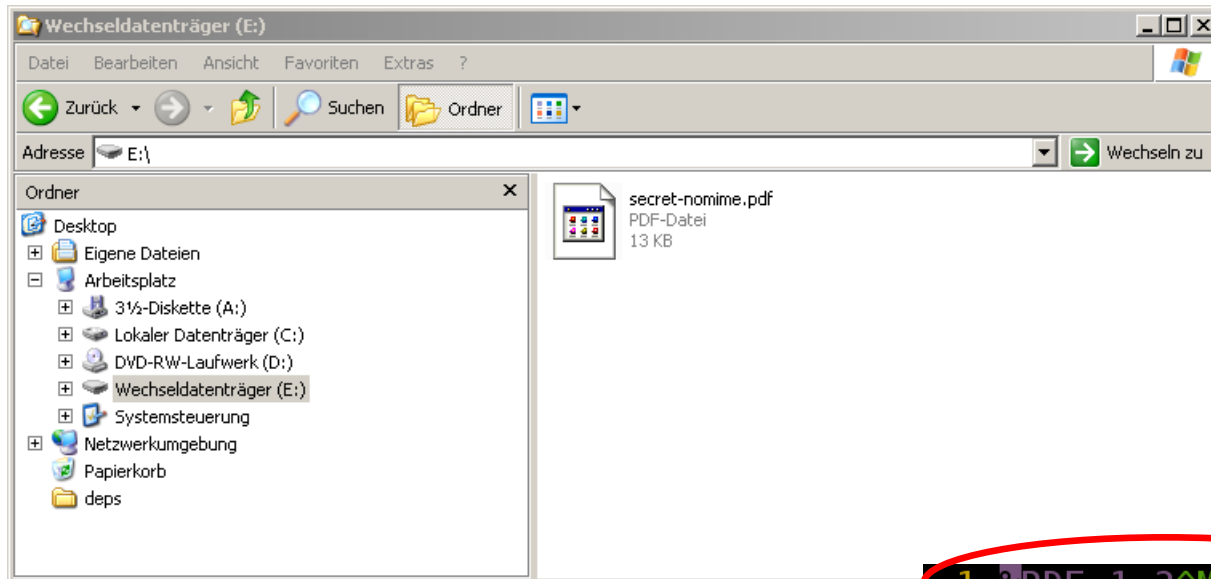 Wechseldatenträger (E:)
Datei Bearbeiten Ansicht Favoriten Extras ?
Zurück Suchen Ordner
Adresse E:\ Wechseln zu
Ordner
Desktop
Eigene Dateien
Arbeitsplatz
3½-Diskette (A:)
Lokaler Datenträger (C:)
DVD-RW-Laufwerk (D:)
Wechseldatenträger (E:)
Systemsteuerung
Netzwerkumgebung
Papierkorb
deps
secret-nomime.pdf
PDF-Datei
13 KB